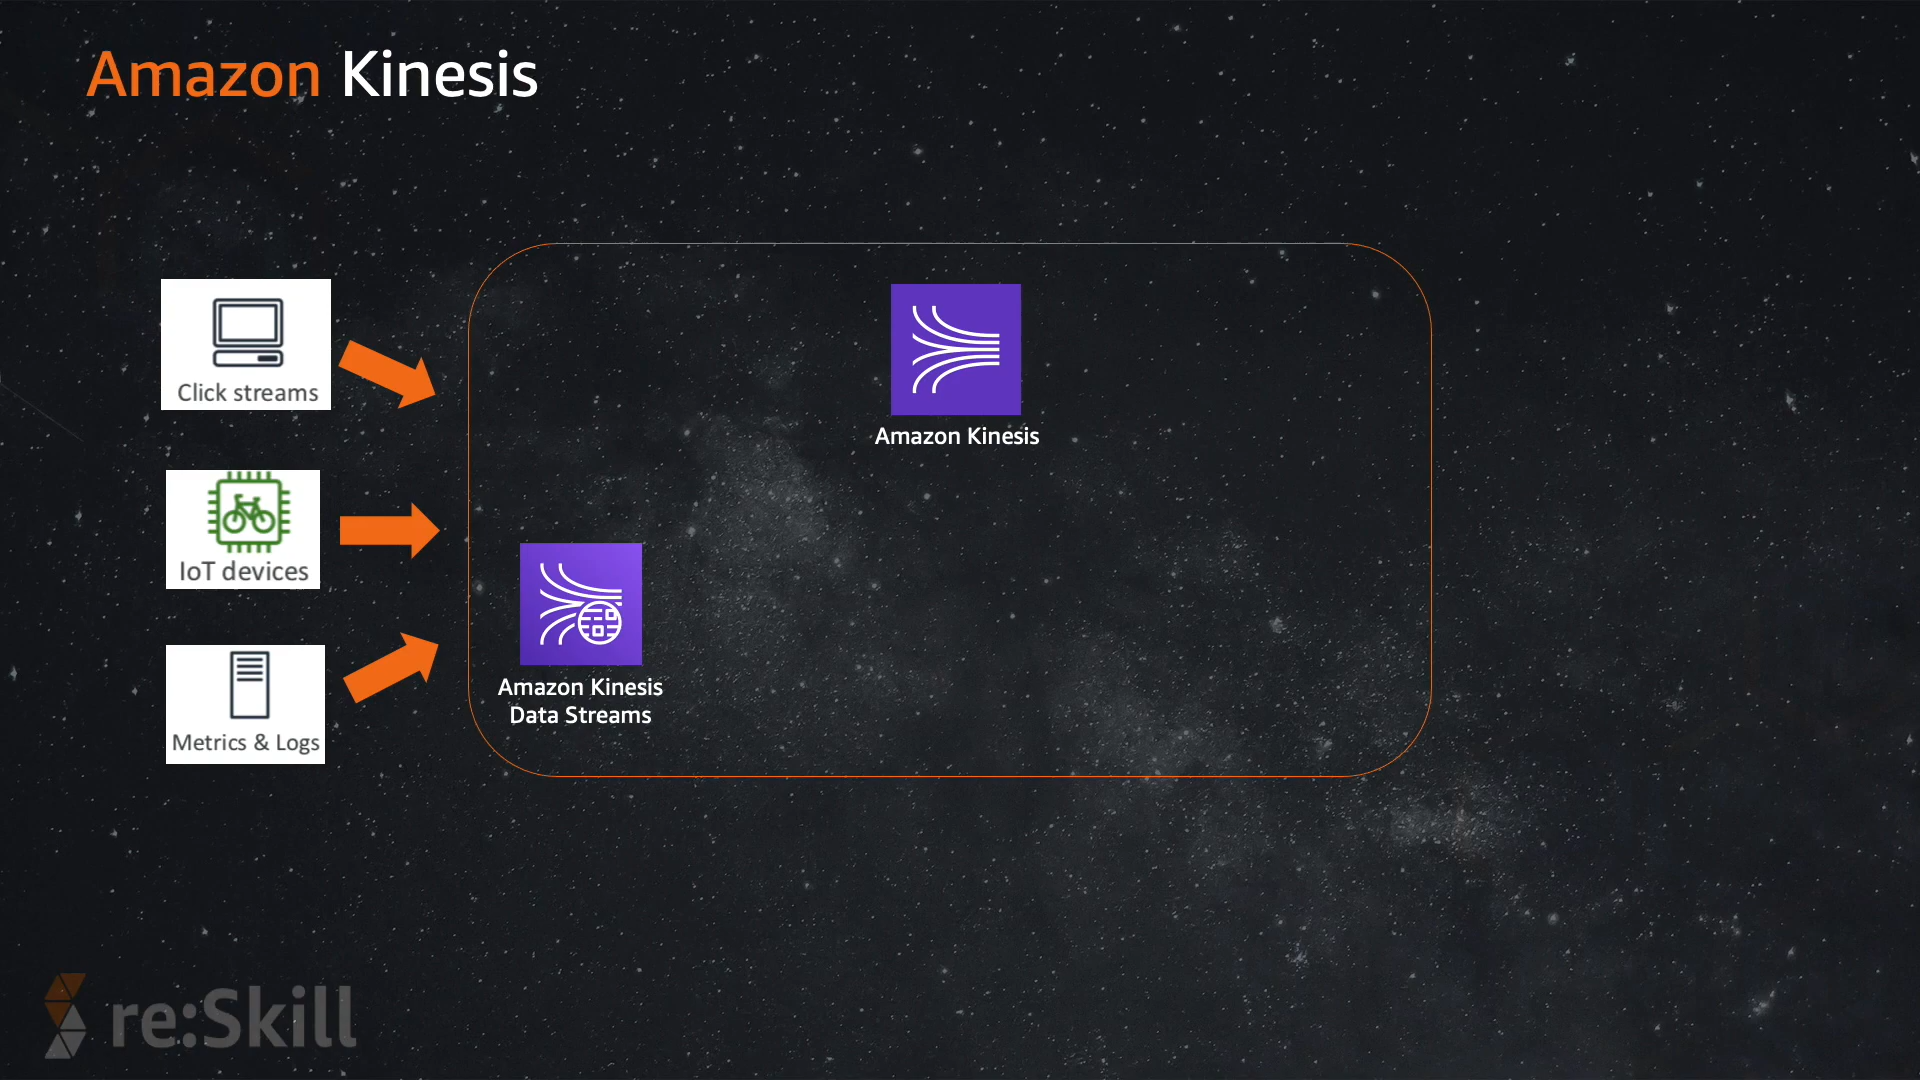 Amazon Kinesis
Click streams
Amazon Kinesis
IoT devices
Amazon Kinesis
Data Streams
Metrics & Logs
re:Skill